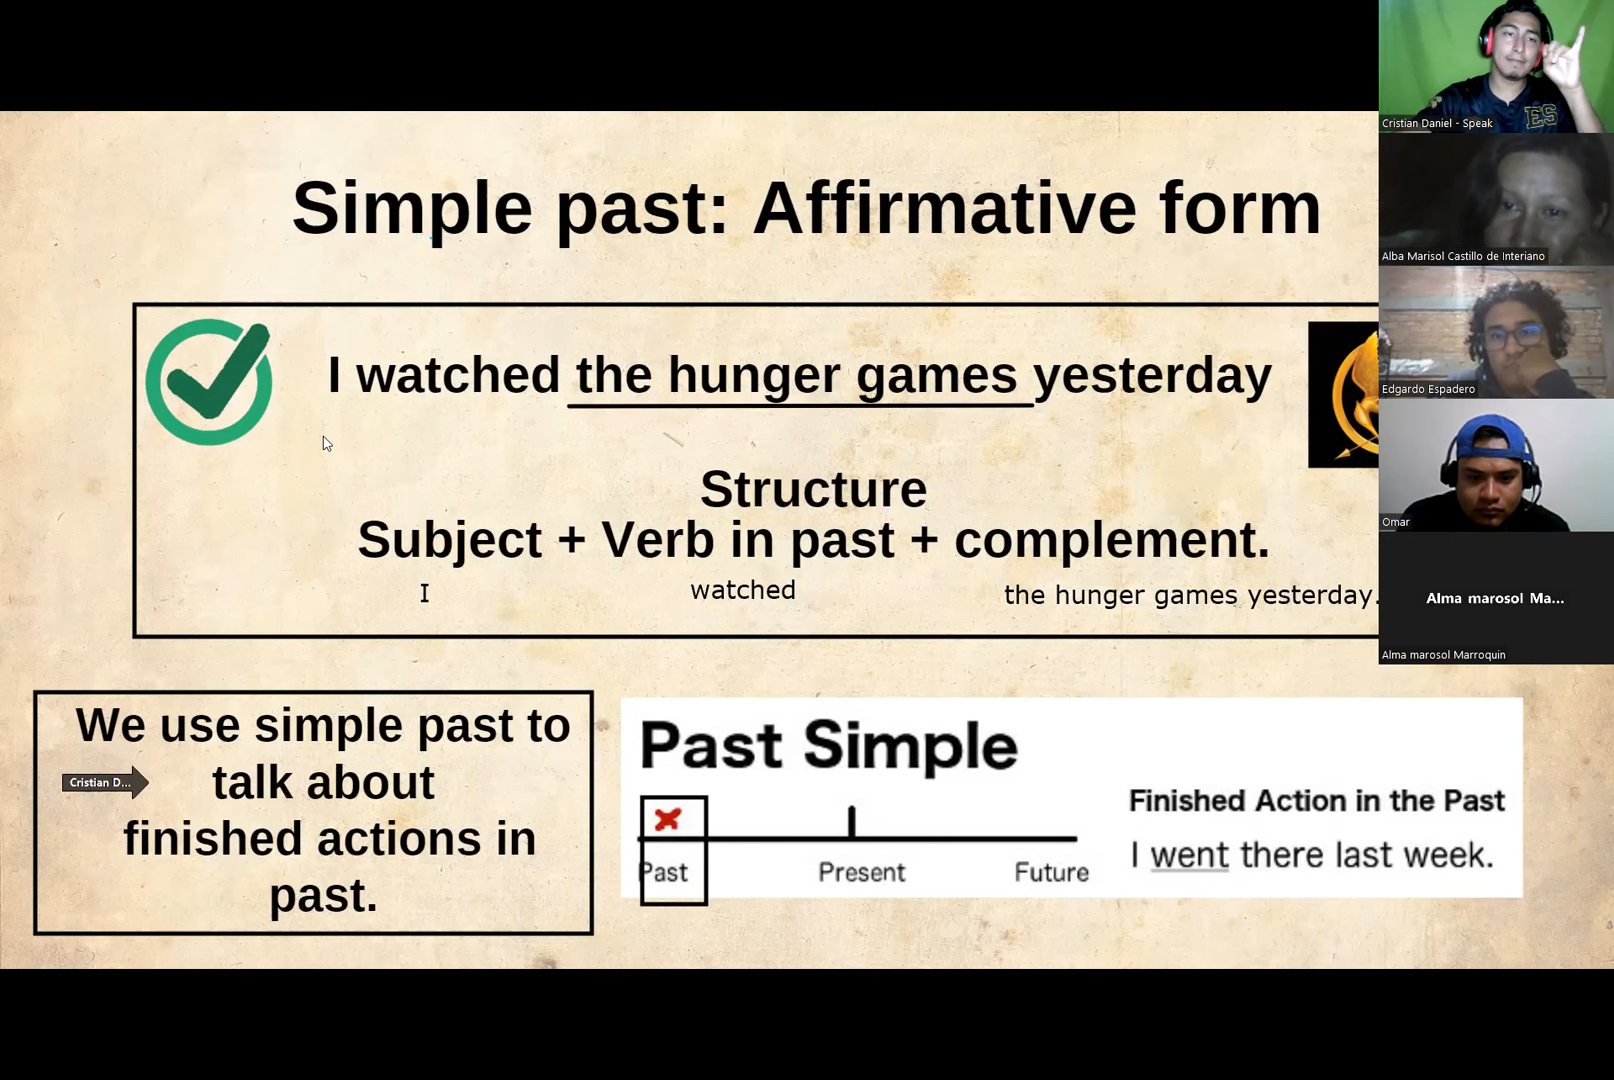 Simple past: Affirmative form
I watched the hunger games yesterday
Structure
Subject + Verb in past + complement.
I watched the hunger games yesterday.
We use simple past to
talk about
finished actions in
past.
Cristian D...
Past Simple
Past Present Future
Finished Action in the Past
I went there last week.
ES
Cristian Daniel - Speak
Alba Marisol Castillo de Interiano
Edgardo Espadero
Omar
Alma marosol Ma...
Alma marosol Marroquin